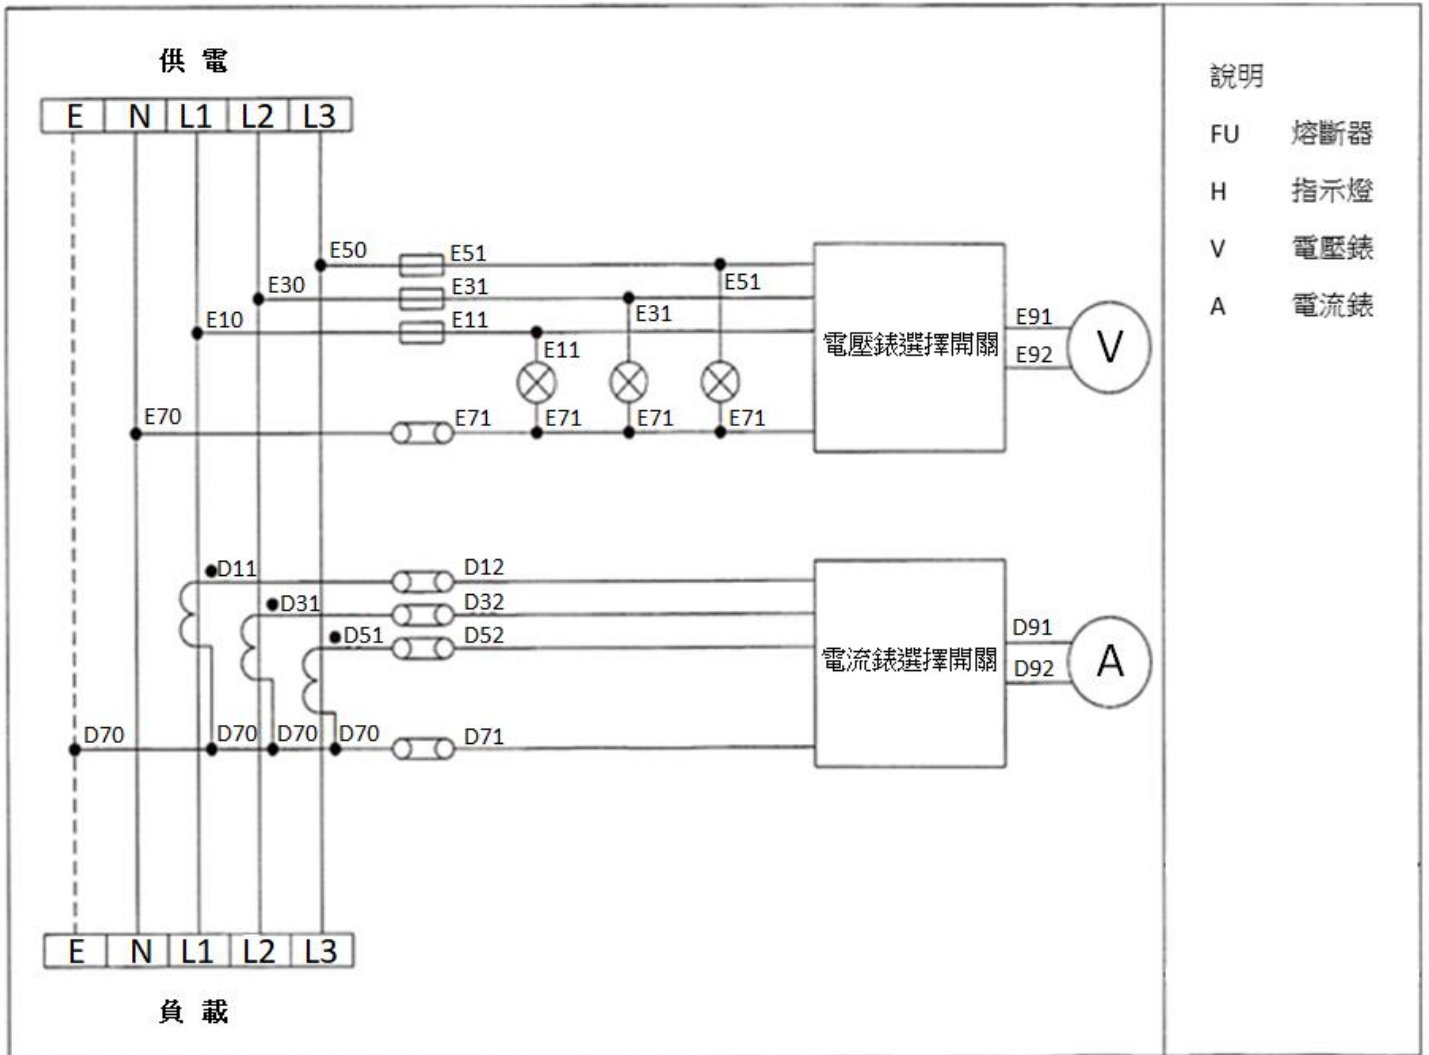 供 電
E N L1 L2 L3
說明
FU 熔斷器
H 指示燈
V 電壓錶
A 電流錶
E50 E51
E30 E31 E51
E10 E11 E31
E11
電壓錶選擇開關
E91
E92
V
E70 E71 E71 E71 E71
D11 D12
D31 D32
D51 D52
電流錶選擇開關
D91
D92
A
D70 D70 D70 D70 D71
E N L1 L2 L3
負 載